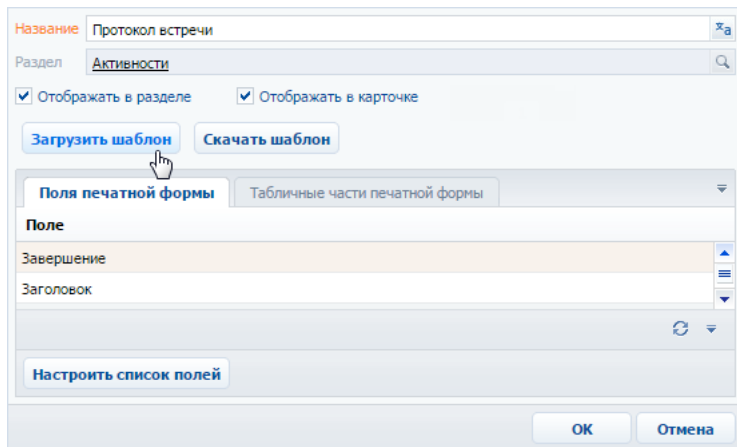 Название Протокол встречи
Раздел Активности
Отображать в разделе Отображать в карточке
Загрузить шаблон Скачать шаблон
Поля печатной формы Табличные части печатной формы
Поле
Завершение
Заголовок
Настроить список полей
ОК Отмена